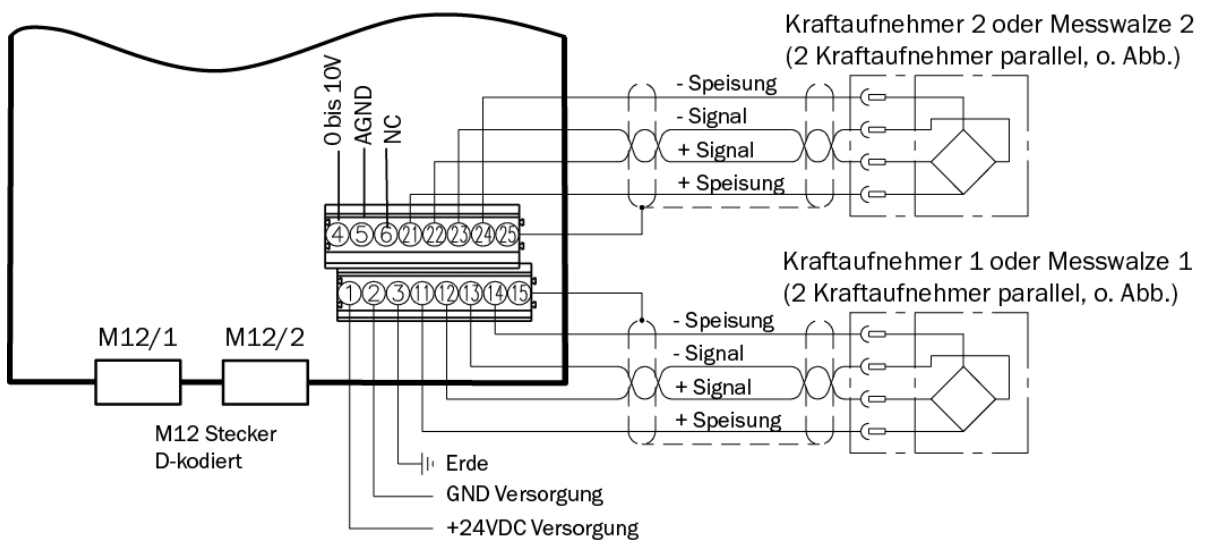 Kraftaufnehmer 2 oder Messwalze 2
(2 Kraftaufnehmer parallel, o. Abb.)
- Speisung
- Signal
+ Signal
+ Speisung
0 bis 10V
AGND
NC
4 5 6 21 22 23 24 25
Kraftaufnehmer 1 oder Messwalze 1
(2 Kraftaufnehmer parallel, o. Abb.)
1 2 3 11 12 13 14 15
- Speisung
- Signal
+ Signal
+ Speisung
M12/1
M12/2
M12 Stecker
D-kodiert
Erde
GND Versorgung
+24VDC Versorgung